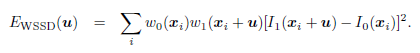 E_WSSD(u) = ∑_i w_0(x_i)w_1(x_i + u)[I_1(x_i + u) − I_0(x_i)]^2.